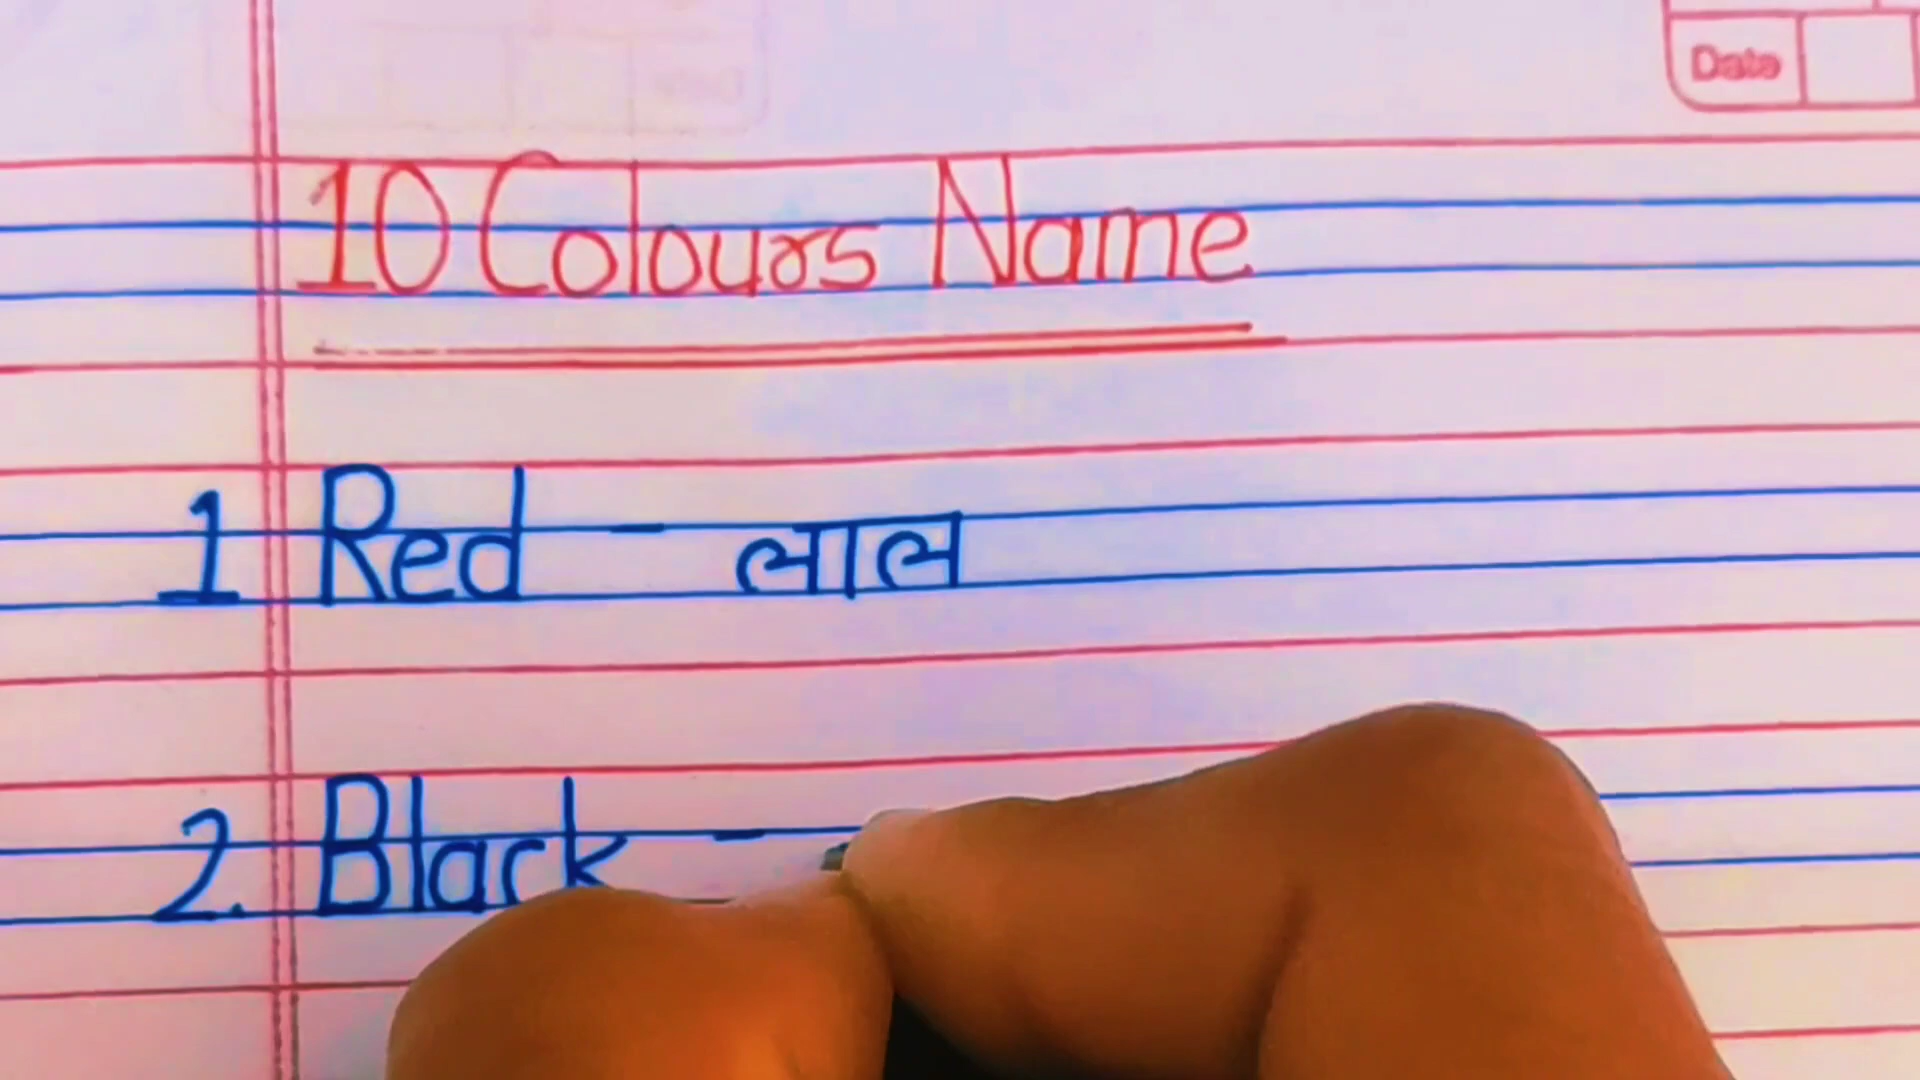 Date
10 Colours Name
1 Red - लाल
2. Black -